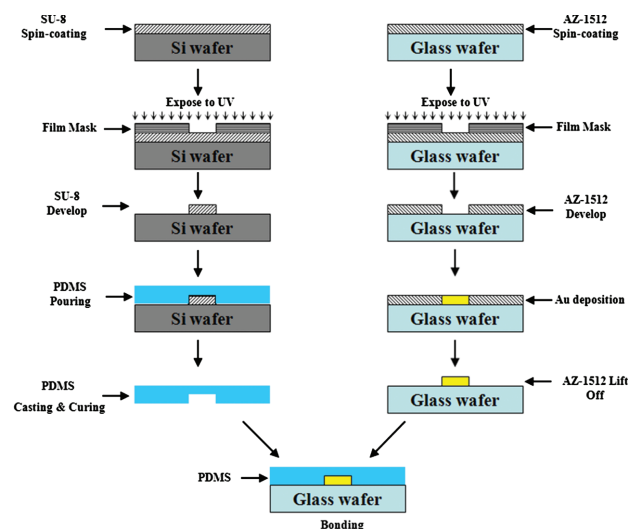 SU-8
Spin-coating
Si wafer
AZ-1512
Spin-coating
Glass wafer
Expose to UV
Film Mask
Si wafer
Expose to UV
Film Mask
Glass wafer
SU-8
Develop
Si wafer
AZ-1512
Develop
Glass wafer
PDMS
Pouring
Si wafer
Au deposition
Glass wafer
PDMS
Casting & Curing
AZ-1512 Lift
Off
Glass wafer
PDMS
Glass wafer
Bonding